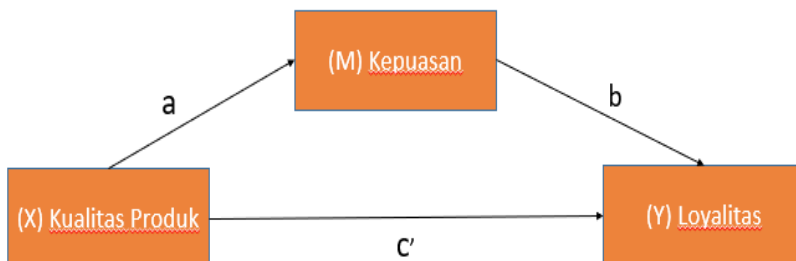 (M) Kepuasan
a
b
(X) Kualitas Produk
(Y) Loyalitas
C'